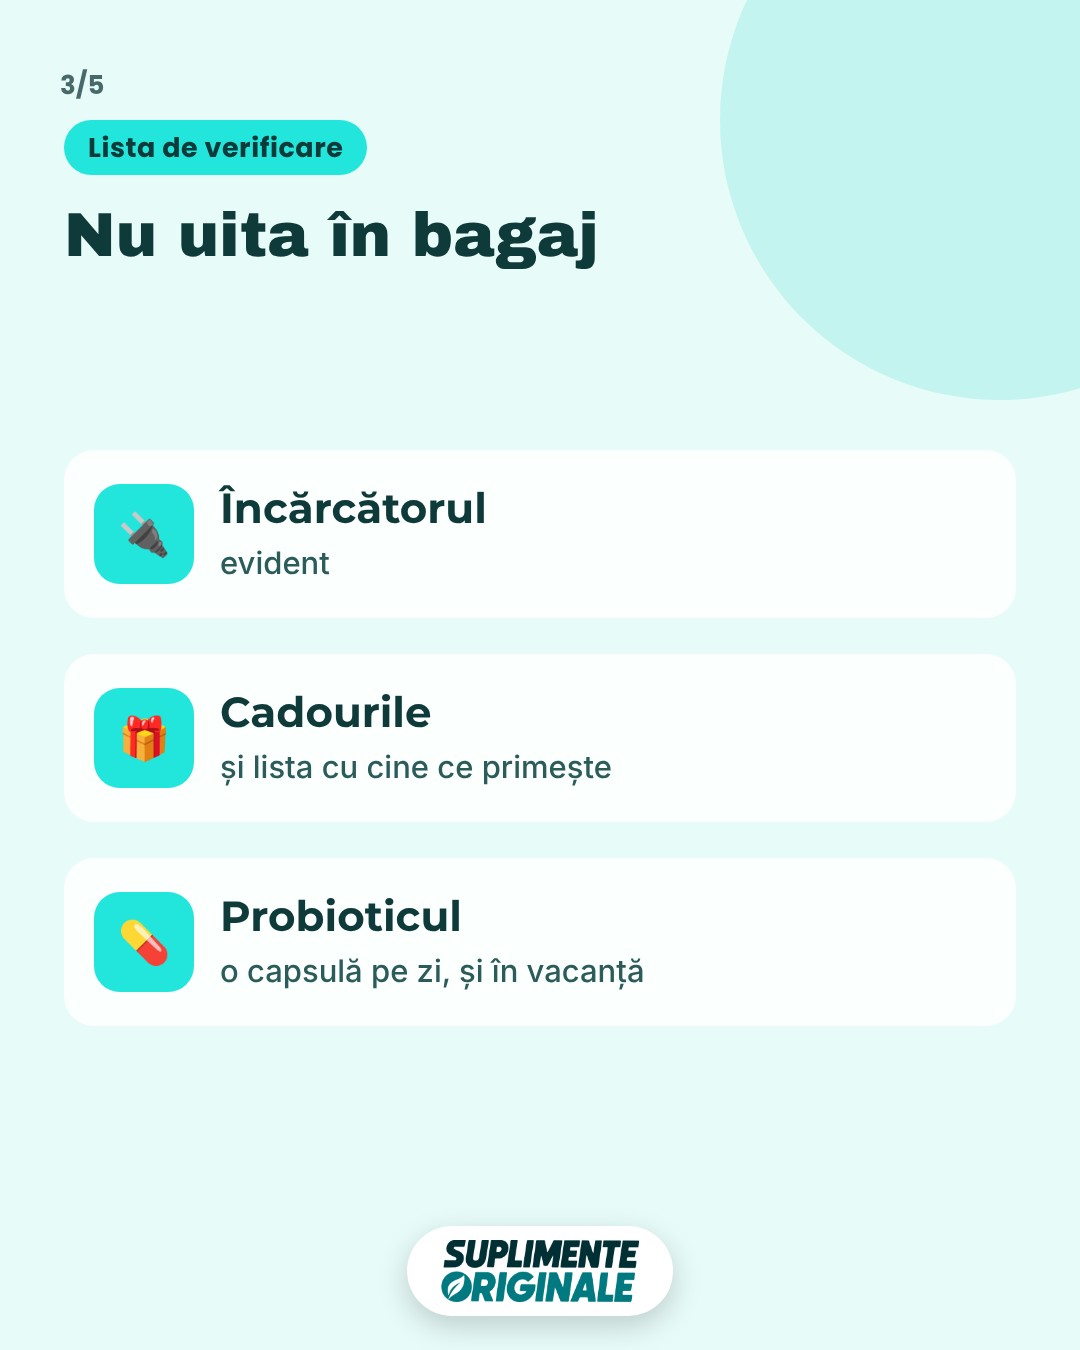 3/5
Lista de verificare
Nu uita în bagaj
Încărcătorul
evident
Cadourile
și lista cu cine ce primește
Probioticul
o capsulă pe zi, și în vacanță
SUPLIMENTE
ORIGINALE